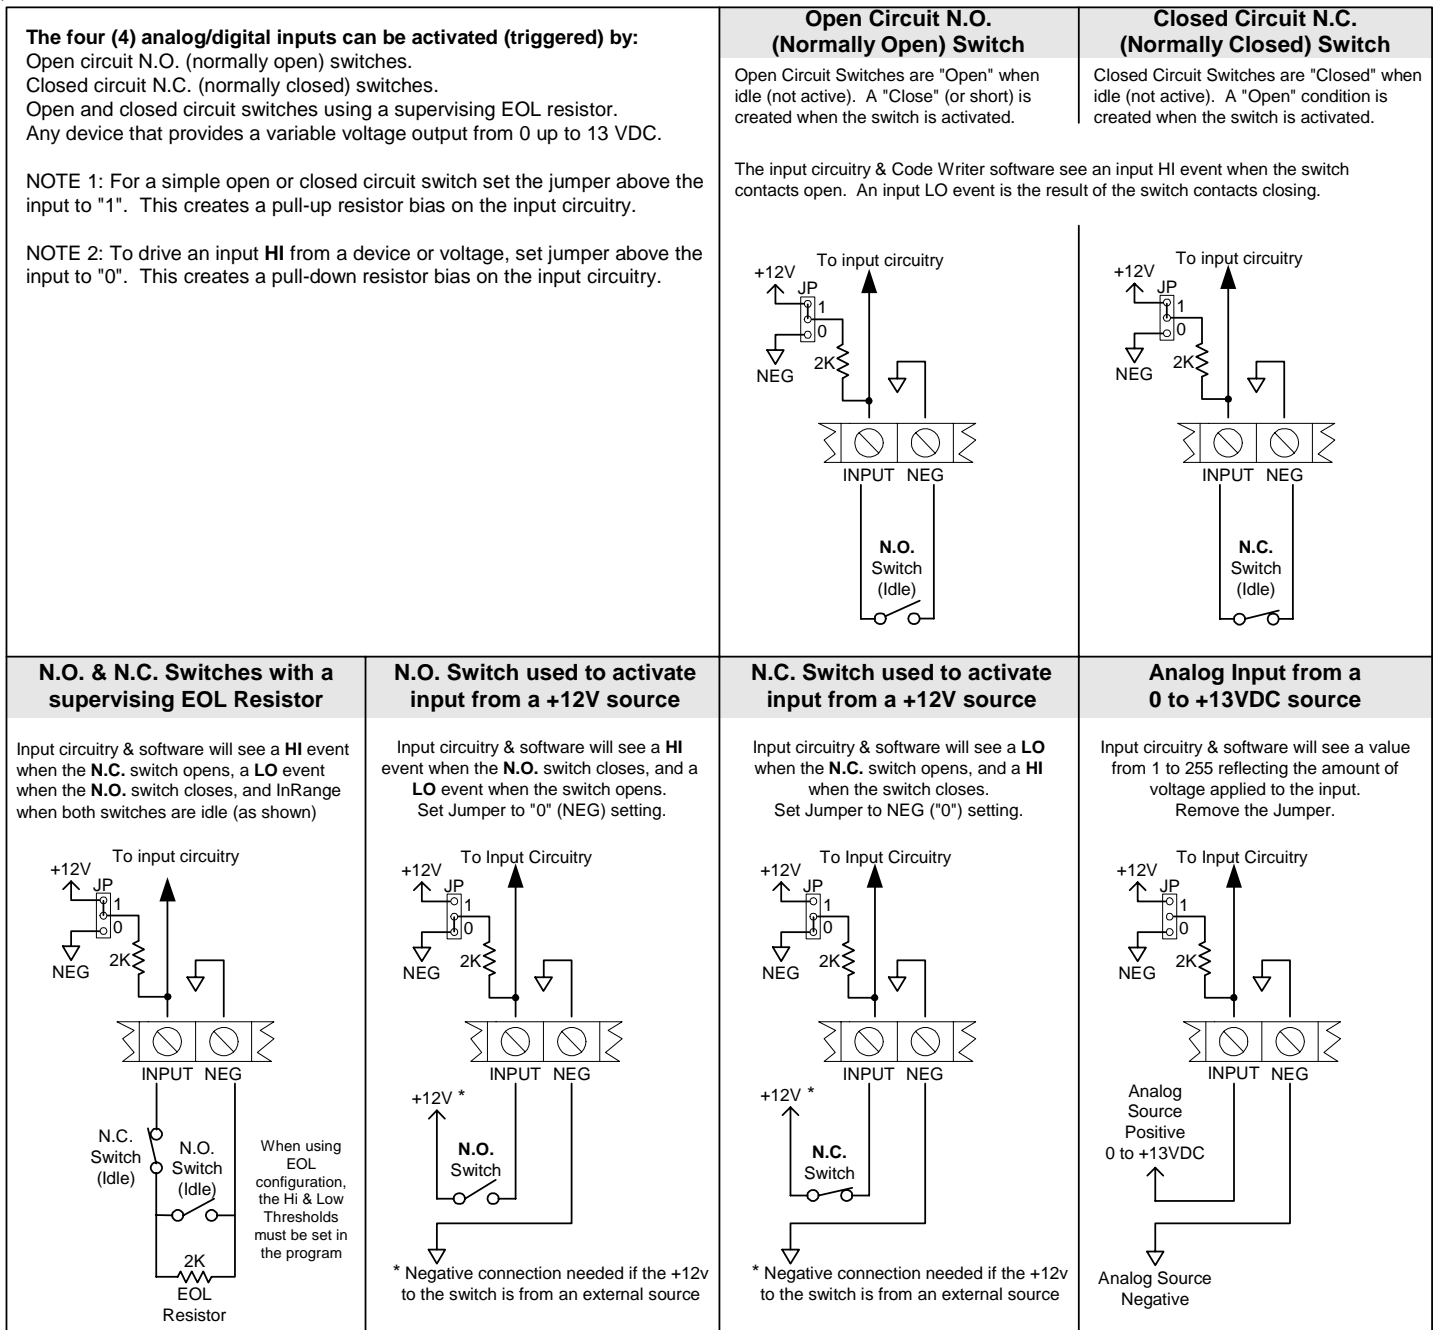 The four (4) analog/digital inputs can be activated (triggered) by:
Open circuit N.O. (normally open) switches.
Closed circuit N.C. (normally closed) switches.
Open and closed circuit switches using a supervising EOL resistor.
Any device that provides a variable voltage output from 0 up to 13 VDC.
NOTE 1: For a simple open or closed circuit switch set the jumper above the
input to "1". This creates a pull-up resistor bias on the input circuitry.
NOTE 2: To drive an input HI from a device or voltage, set jumper above the
input to "0". This creates a pull-down resistor bias on the input circuitry.
Open Circuit N.O.
(Normally Open) Switch
Open Circuit Switches are "Open" when
idle (not active). A "Close" (or short) is
created when the switch is activated.
Closed Circuit N.C.
(Normally Closed) Switch
Closed Circuit Switches are "Closed" when
idle (not active). A "Open" condition is
created when the switch is activated.
The input circuitry & Code Writer software see an input HI event when the switch
contacts open. An input LO event is the result of the switch contacts closing.
To input circuitry
+12V
JP
1
0
2K
NEG
INPUT NEG
N.O.
Switch
(Idle)
To input circuitry
+12V
JP
1
0
2K
NEG
INPUT NEG
N.C.
Switch
(Idle)
N.O. & N.C. Switches with a
supervising EOL Resistor
Input circuitry & software will see a HI event
when the N.C. switch opens, a LO event
when the N.O. switch closes, and InRange
when both switches are idle (as shown)
To input circuitry
+12V
JP
1
0
2K
NEG
INPUT NEG
N.C.
Switch
(Idle)
N.O.
Switch
(Idle)
When using
EOL
configuration,
the Hi & Low
Thresholds
must be set in
the program
2K
EOL
Resistor
N.O. Switch used to activate
input from a +12V source
Input circuitry & software will see a HI
event when the N.O. switch closes, and a
LO event when the switch opens.
Set Jumper to "0" (NEG) setting.
To Input Circuitry
+12V
JP
1
0
2K
NEG
INPUT NEG
+12V *
N.O.
Switch
* Negative connection needed if the +12v
to the switch is from an external source
N.C. Switch used to activate
input from a +12V source
Input circuitry & software will see a LO
when the N.C. switch opens, and a HI
when the switch closes.
Set Jumper to NEG ("0") setting.
To Input Circuitry
+12V
JP
1
0
2K
NEG
INPUT NEG
+12V *
N.C.
Switch
* Negative connection needed if the +12v
to the switch is from an external source
Analog Input from a
0 to +13VDC source
Input circuitry & software will see a value
from 1 to 255 reflecting the amount of
voltage applied to the input.
Remove the Jumper.
To Input Circuitry
+12V
JP
1
0
2K
NEG
INPUT NEG
Analog
Source
Positive
0 to +13VDC
Analog Source
Negative